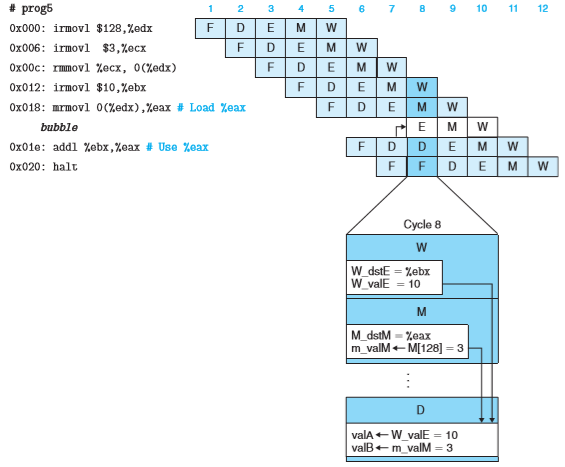 # prog5 1 2 3 4 5 6 7 8 9 10 11 12
0x000: irmovl $128,%edx F D E M W
0x006: irmovl $3,%ecx F D E M W
0x00c: rmmovl %ecx, 0(%edx) F D E M W
0x012: irmovl $10,%ebx F D E M W
0x018: mrmovl 0(%edx),%eax # Load %eax F D E M W
bubble E M W
0x01e: addl %ebx,%eax # Use %eax F D D E M W
0x020: halt F F D E M W
Cycle 8
W
W_dstE = %ebx
W_valE = 10
M
M_dstM = %eax
m_valM ← M[128] = 3
⋮
D
valA ← W_valE = 10
valB ← m_valM = 3